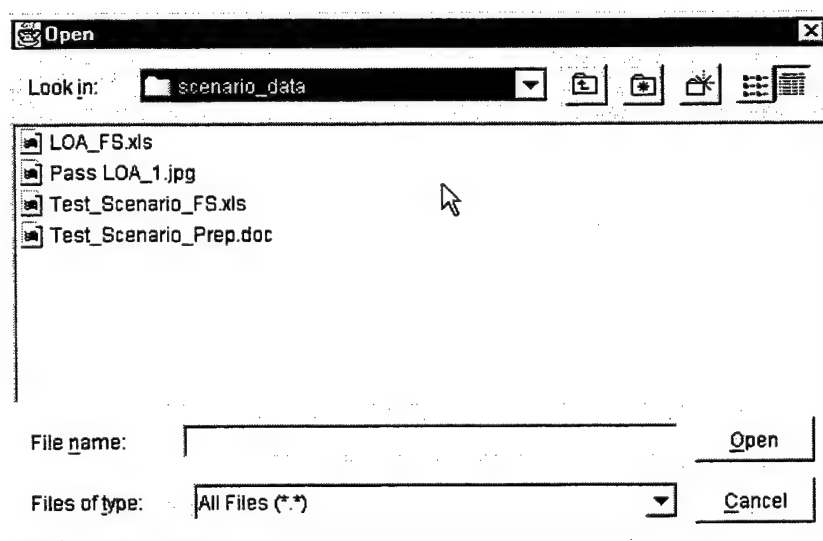 Open
Look in: scenario_data
LOA_FS.xls
Pass LOA_1.jpg
Test_Scenario_FS.xls
Test_Scenario_Prep.doc
File name: Open
Files of type: All Files (*.*) Cancel